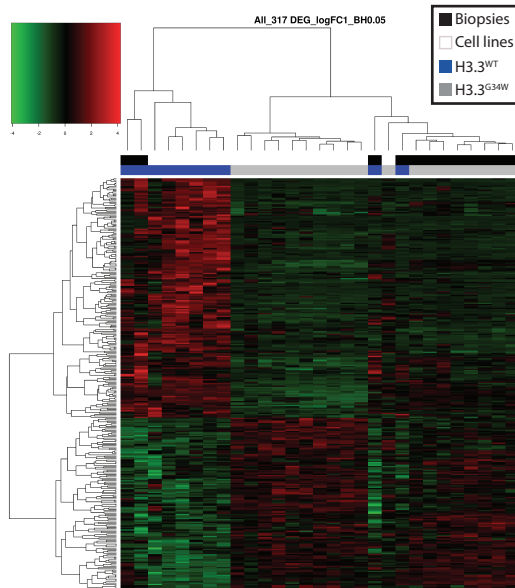 All_317 DEG_logFC1_BH0.05
Biopsies
Cell lines
H3.3WT
H3.3G34W
-4 -2 0 2 4